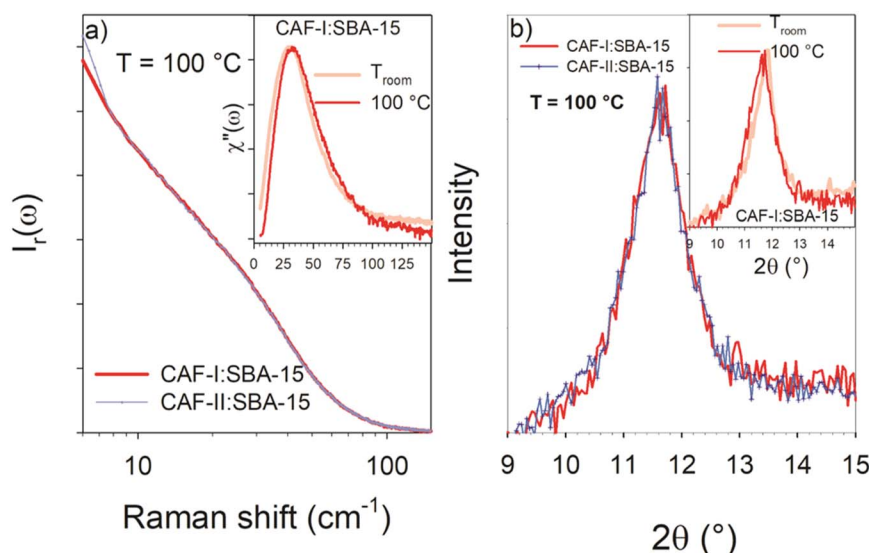 a)
CAF-I:SBA-15
T = 100 °C
T_room
100 °C
χ"(ω)
0 25 50 75 100 125
I_r(ω)
CAF-I:SBA-15
CAF-II:SBA-15
10 100
Raman shift (cm⁻¹)
b)
CAF-I:SBA-15
CAF-II:SBA-15
T = 100 °C
T_room
100 °C
CAF-I:SBA-15
9 10 11 12 13 14
2θ (°)
Intensity
9 10 11 12 13 14 15
2θ (°)